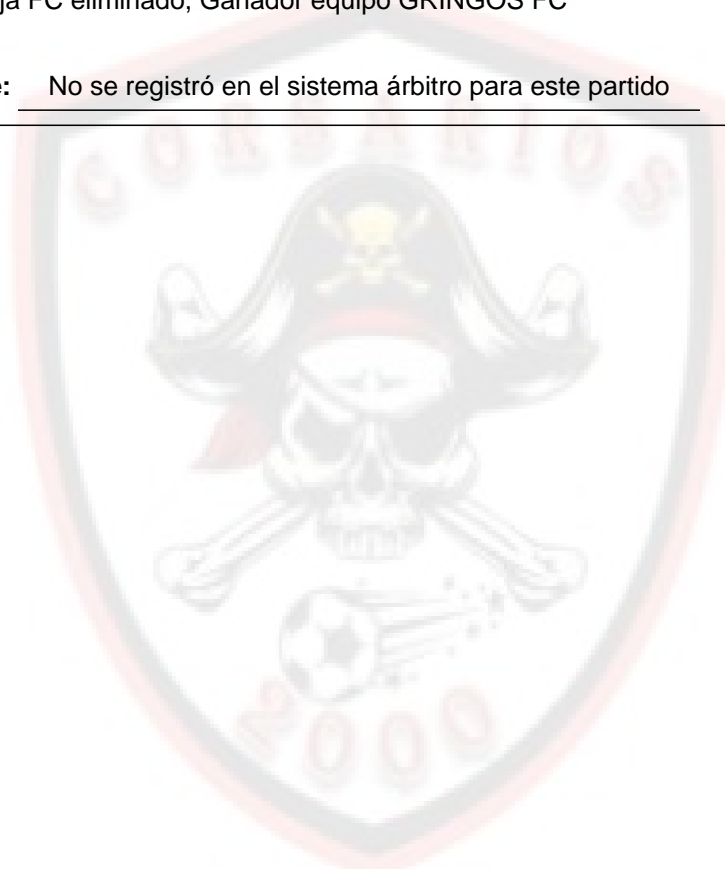 ja FC eliminado, Ganador equipo GRINGOS FC
e: No se registró en el sistema árbitro para este partido
CORSARIOS
2000